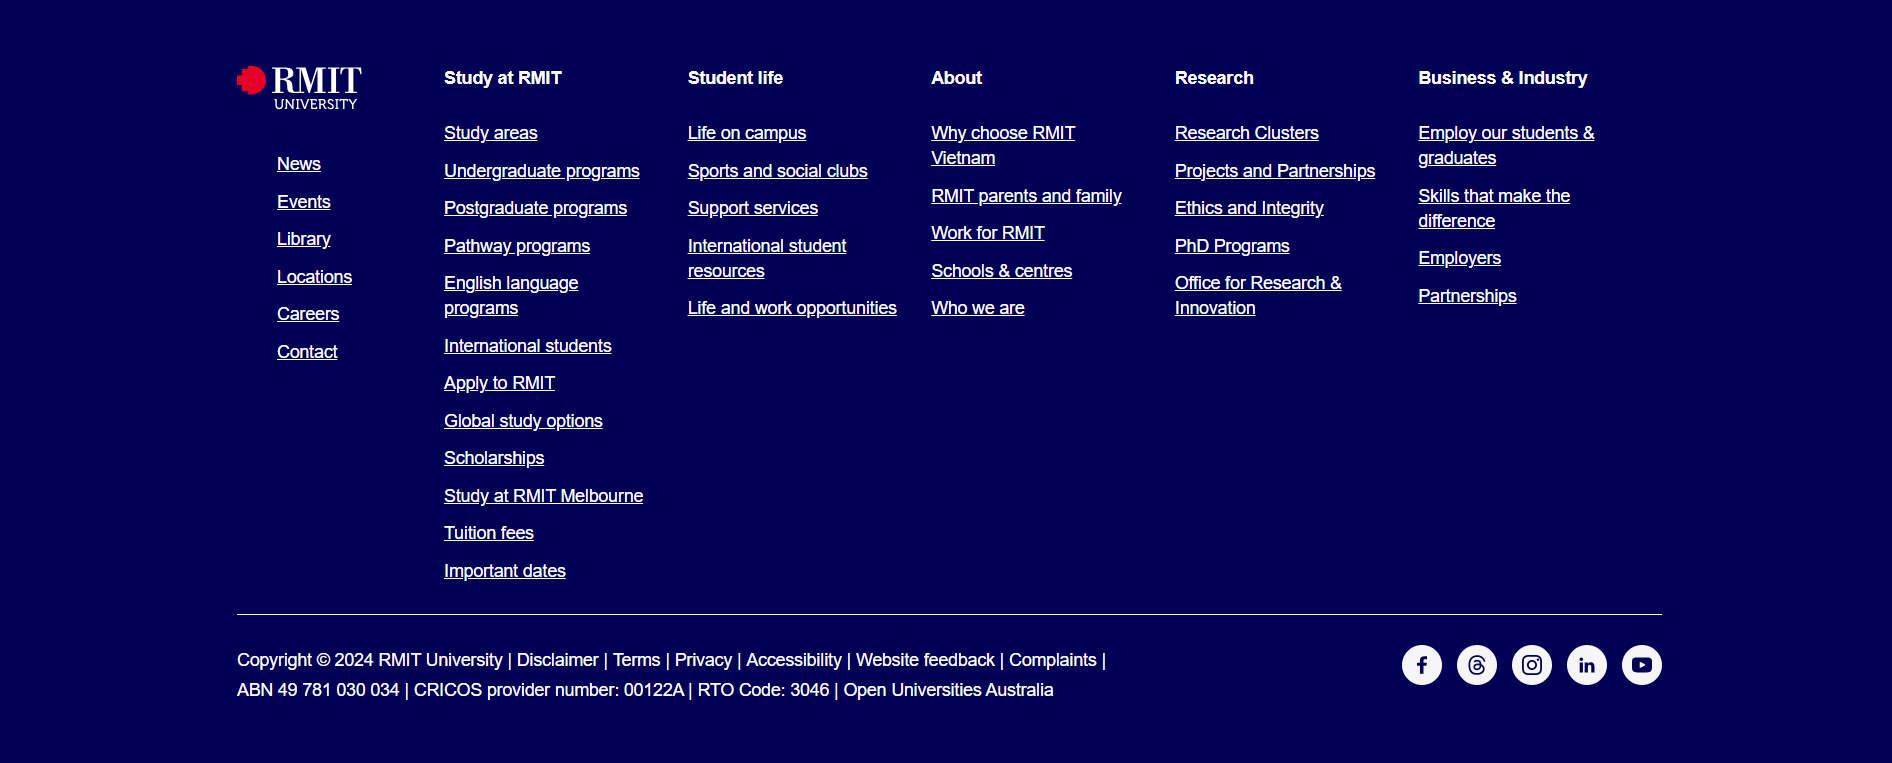 RMIT
UNIVERSITY
News
Events
Library
Locations
Careers
Contact
Study at RMIT
Study areas
Undergraduate programs
Postgraduate programs
Pathway programs
English language
programs
International students
Apply to RMIT
Global study options
Scholarships
Study at RMIT Melbourne
Tuition fees
Important dates
Student life
Life on campus
Sports and social clubs
Support services
International student
resources
Life and work opportunities
About
Why choose RMIT
Vietnam
RMIT parents and family
Work for RMIT
Schools & centres
Who we are
Research
Research Clusters
Projects and Partnerships
Ethics and Integrity
PhD Programs
Office for Research &
Innovation
Business & Industry
Employ our students &
graduates
Skills that make the
difference
Employers
Partnerships
Copyright © 2024 RMIT University | Disclaimer | Terms | Privacy | Accessibility | Website feedback | Complaints |
ABN 49 781 030 034 | CRICOS provider number: 00122A | RTO Code: 3046 | Open Universities Australia